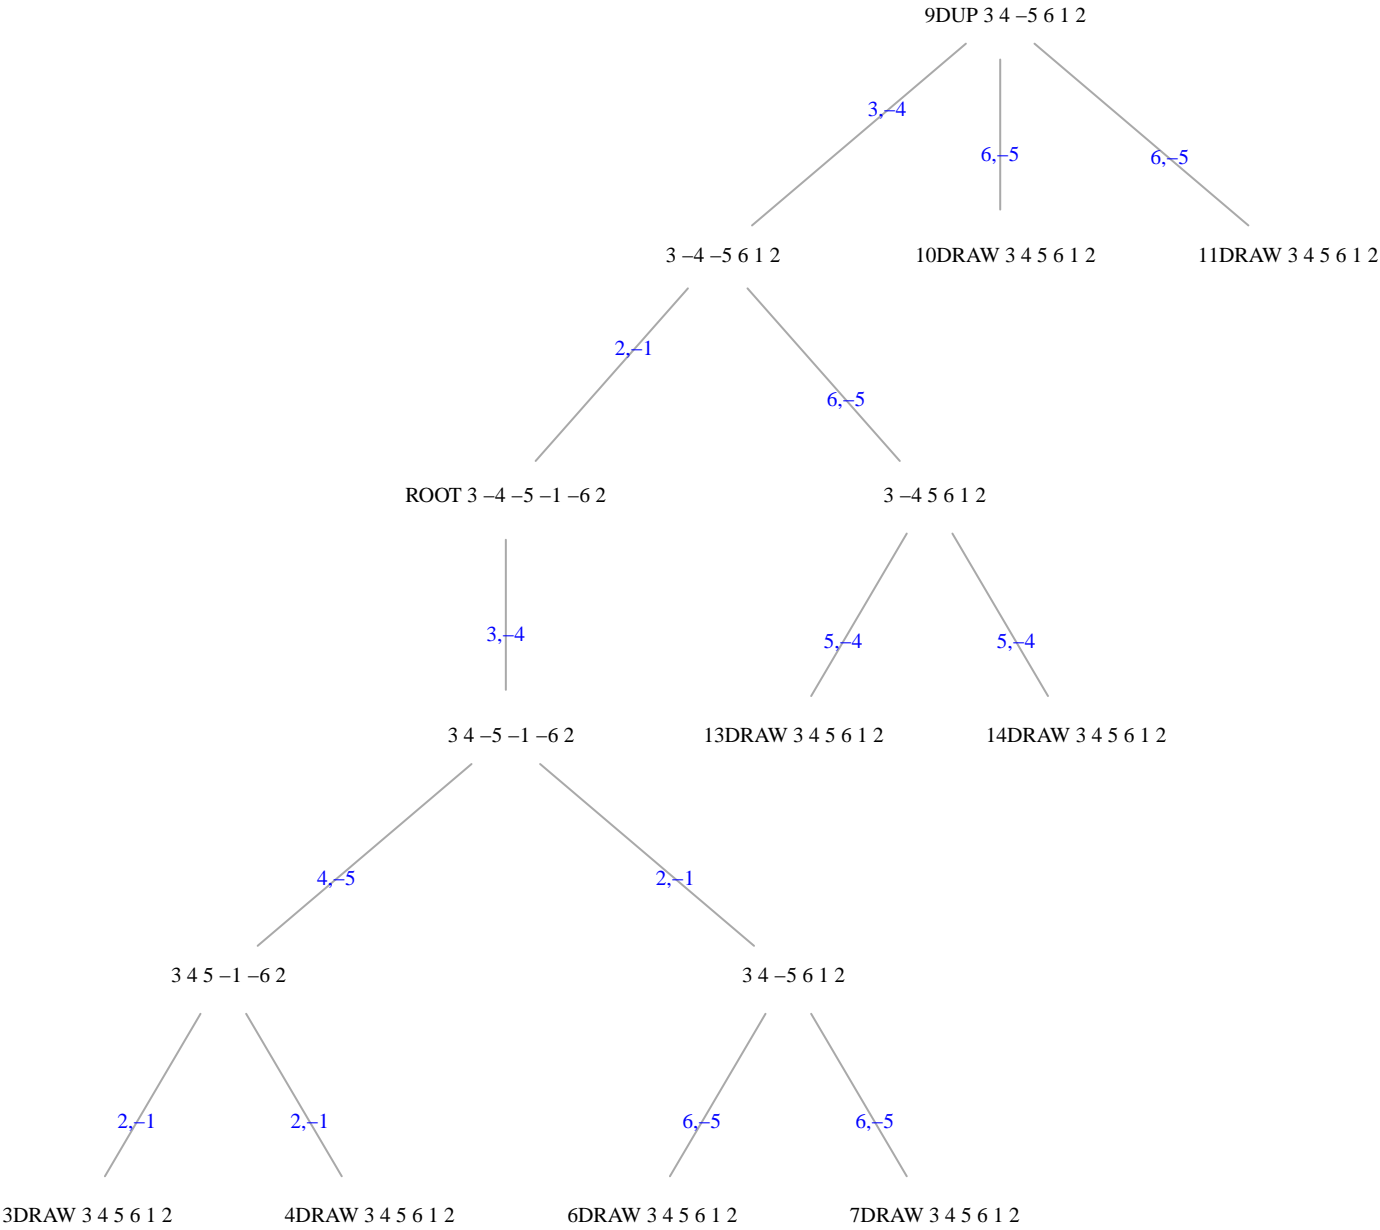 9DUP 3 4 –5 6 1 2
3,–4
6,–5
6,–5
3 –4 –5 6 1 2
10DRAW 3 4 5 6 1 2
11DRAW 3 4 5 6 1 2
2,–1
6,–5
ROOT 3 –4 –5 –1 –6 2
3 –4 5 6 1 2
3,–4
5,–4
5,–4
3 4 –5 –1 –6 2
13DRAW 3 4 5 6 1 2
14DRAW 3 4 5 6 1 2
4,–5
2,–1
3 4 5 –1 –6 2
3 4 –5 6 1 2
2,–1
2,–1
6,–5
6,–5
3DRAW 3 4 5 6 1 2
4DRAW 3 4 5 6 1 2
6DRAW 3 4 5 6 1 2
7DRAW 3 4 5 6 1 2